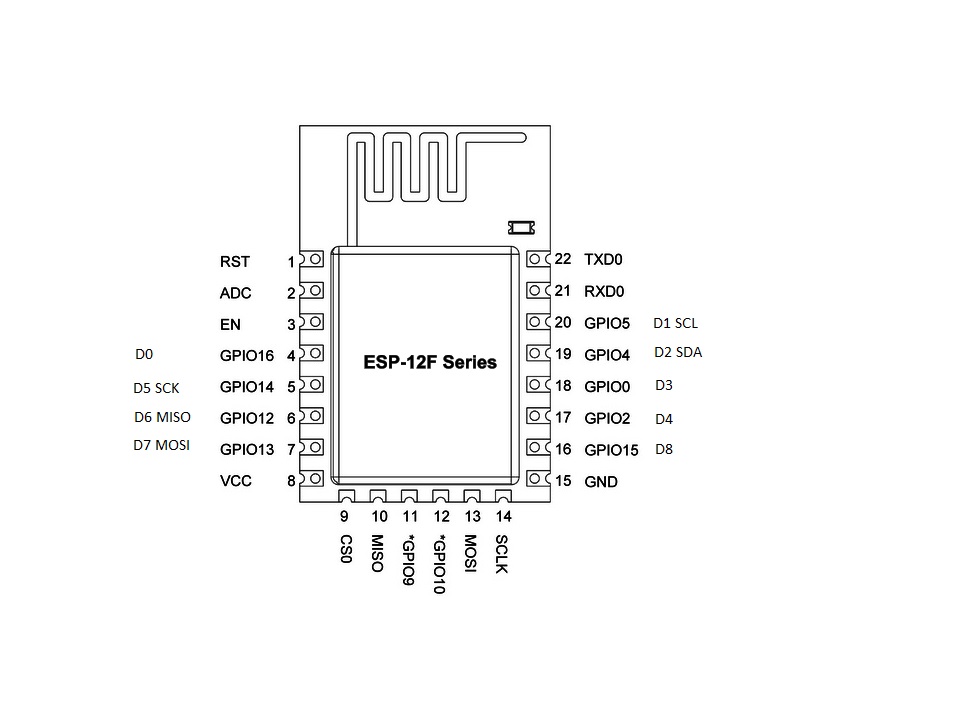 RST 1
ADC 2
EN 3
D0 GPIO16 4
D5 SCK GPIO14 5
D6 MISO GPIO12 6
D7 MOSI GPIO13 7
VCC 8
ESP-12F Series
22 TXD0
21 RXD0
20 GPIO5 D1 SCL
19 GPIO4 D2 SDA
18 GPIO0 D3
17 GPIO2 D4
16 GPIO15 D8
15 GND
9 10 11 12 13 14
CS0
MISO
*GPIO9
*GPIO10
MOSI
SCLK